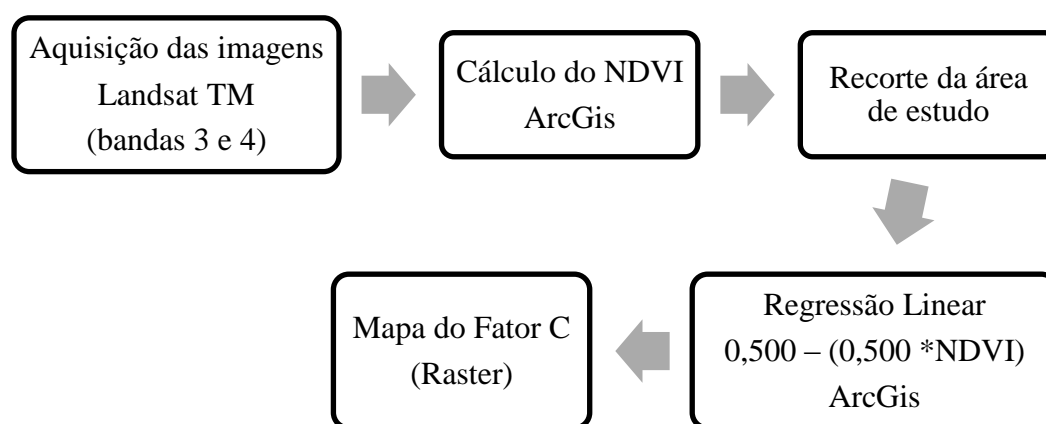 Aquisição das imagens
Landsat TM
(bandas 3 e 4)
Cálculo do NDVI
ArcGis
Recorte da área
de estudo
Regressão Linear
0,500 – (0,500 *NDVI)
ArcGis
Mapa do Fator C
(Raster)